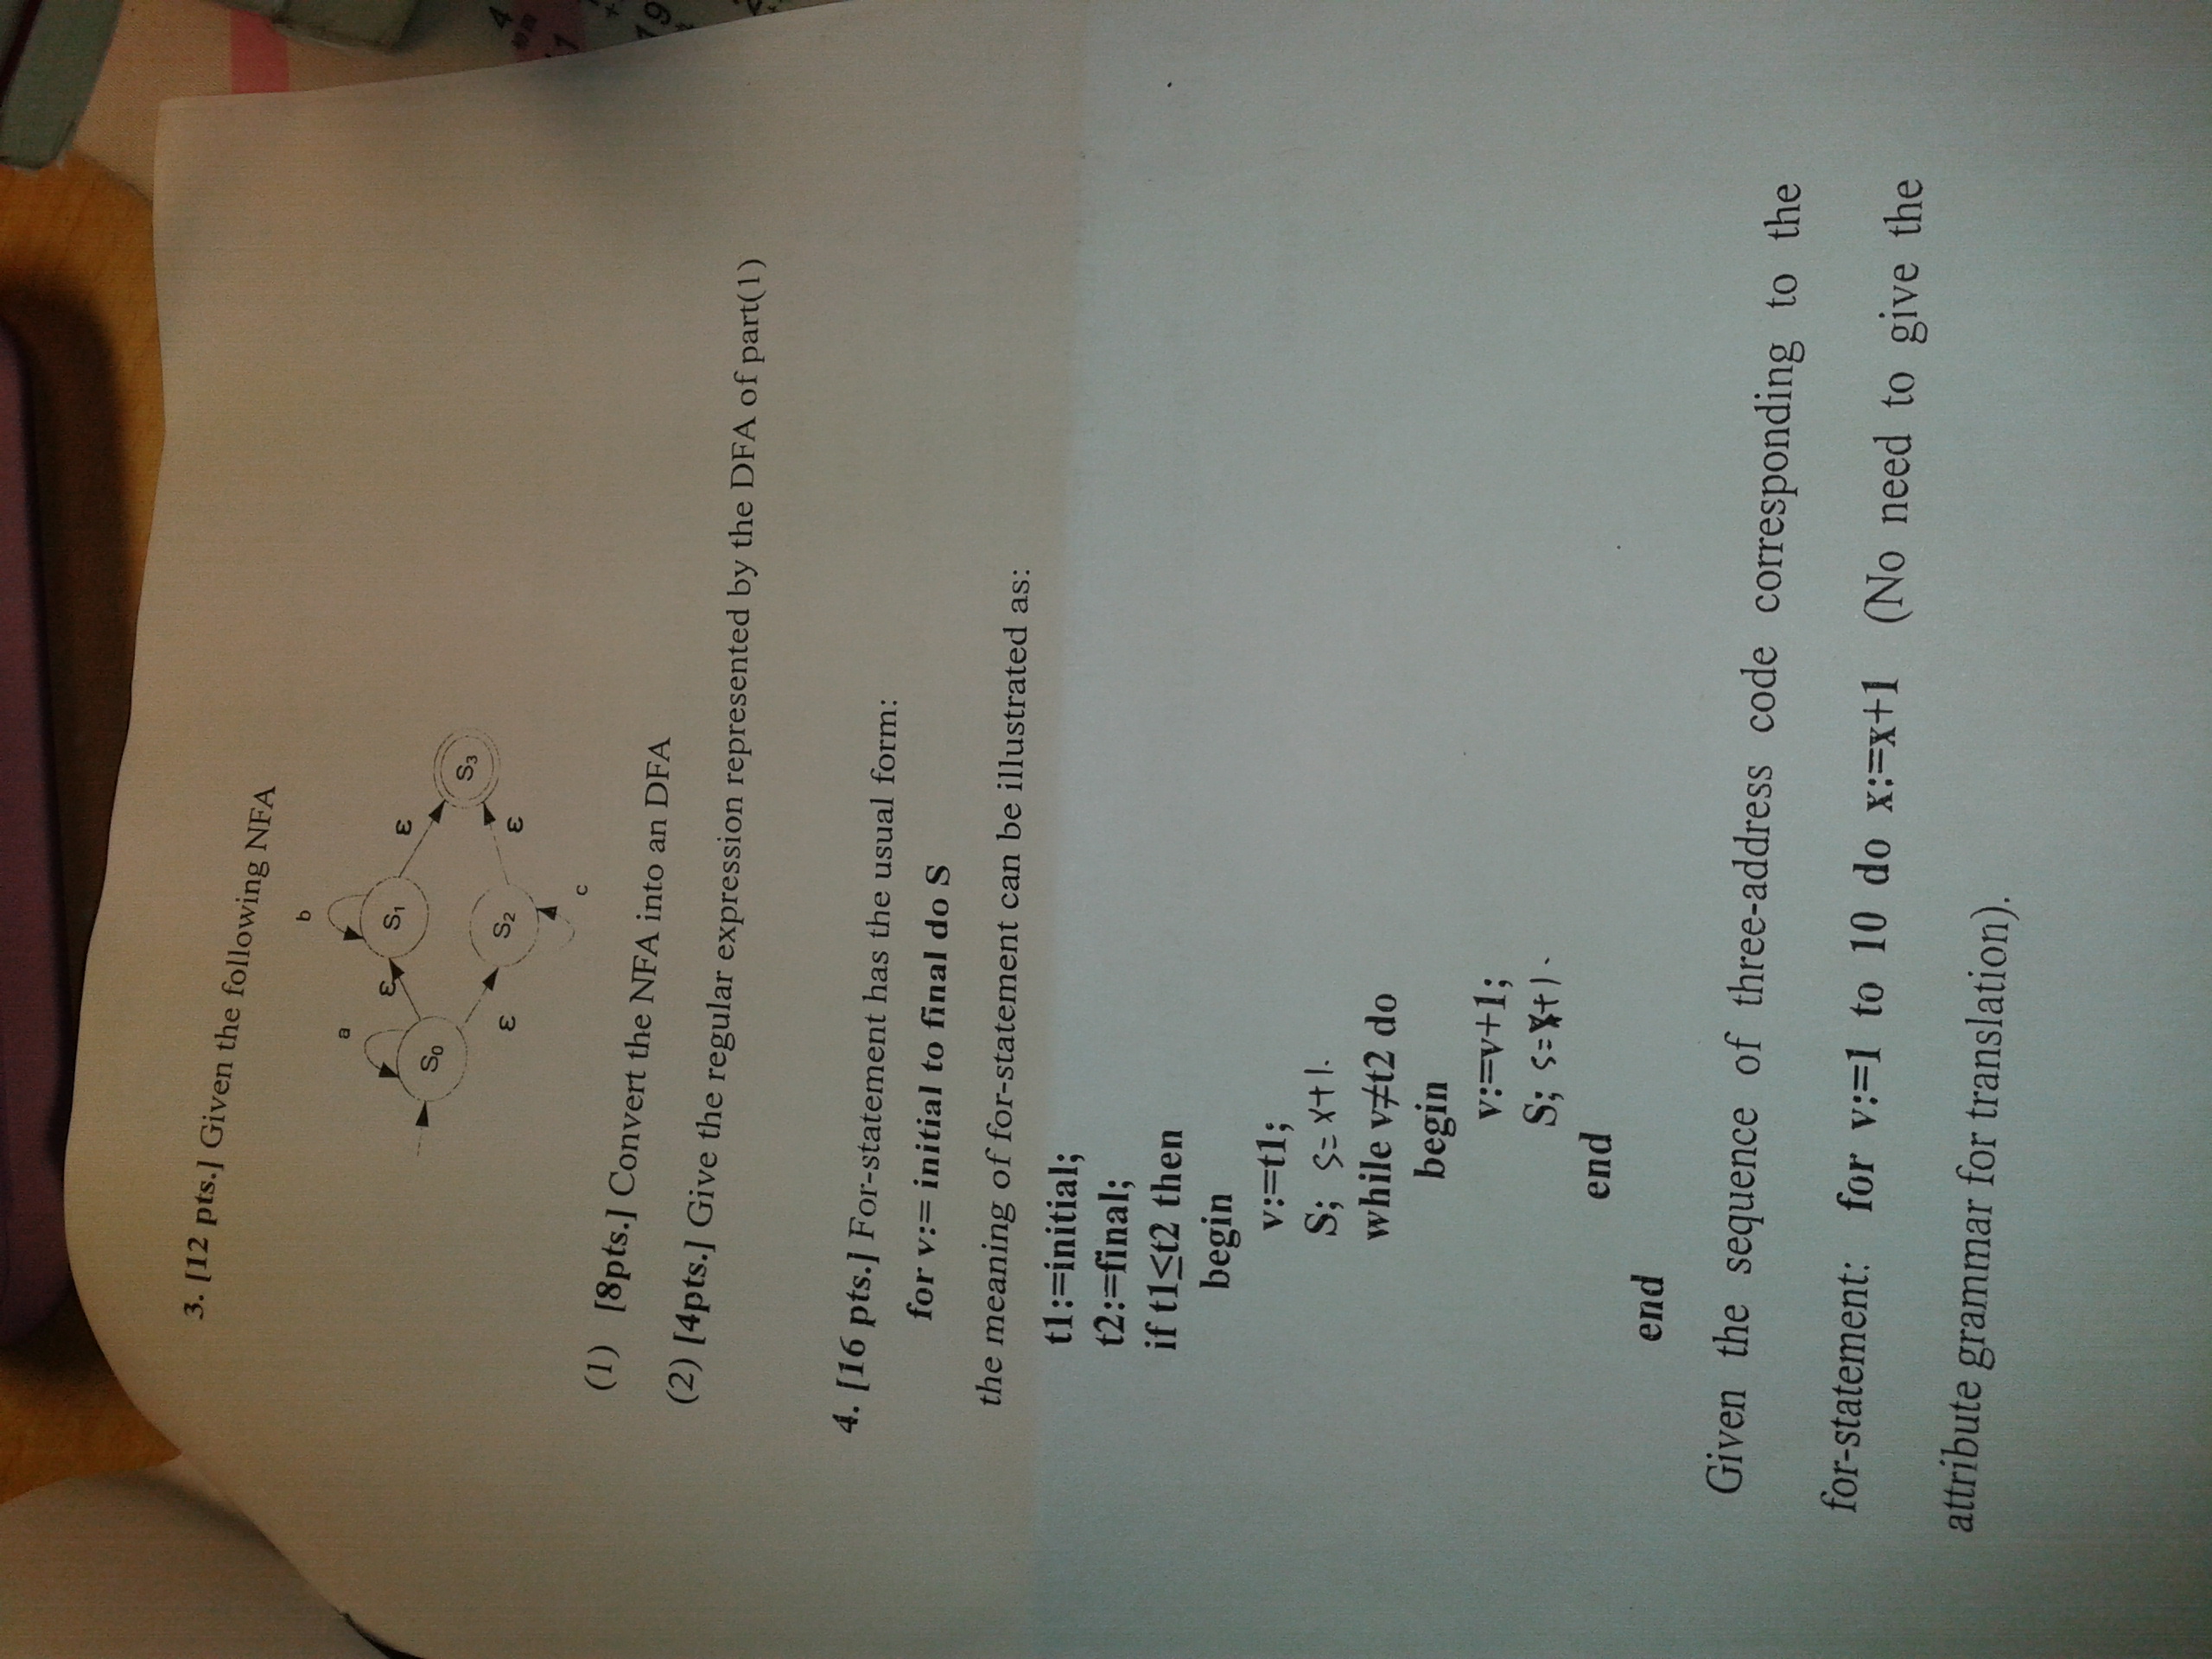 3. [12 pts.] Given the following NFA
b
a
ε S₁ ε
S₀
S₃
ε S₂ ε
c
(1) [8pts.] Convert the NFA into an DFA
(2) [4pts.] Give the regular expression represented by the DFA of part(1)
4. [16 pts.] For-statement has the usual form:
for v:= initial to final do S
the meaning of for-statement can be illustrated as:
t1:=initial;
t2:=final;
if t1≤t2 then
begin
v:=t1;
S; S=x+1.
while v≠t2 do
begin
v:=v+1;
S; S=x+1.
end
end
Given the sequence of three-address code corresponding to the
for-statement: for v:=1 to 10 do x:=x+1 (No need to give the
attribute grammar for translation).